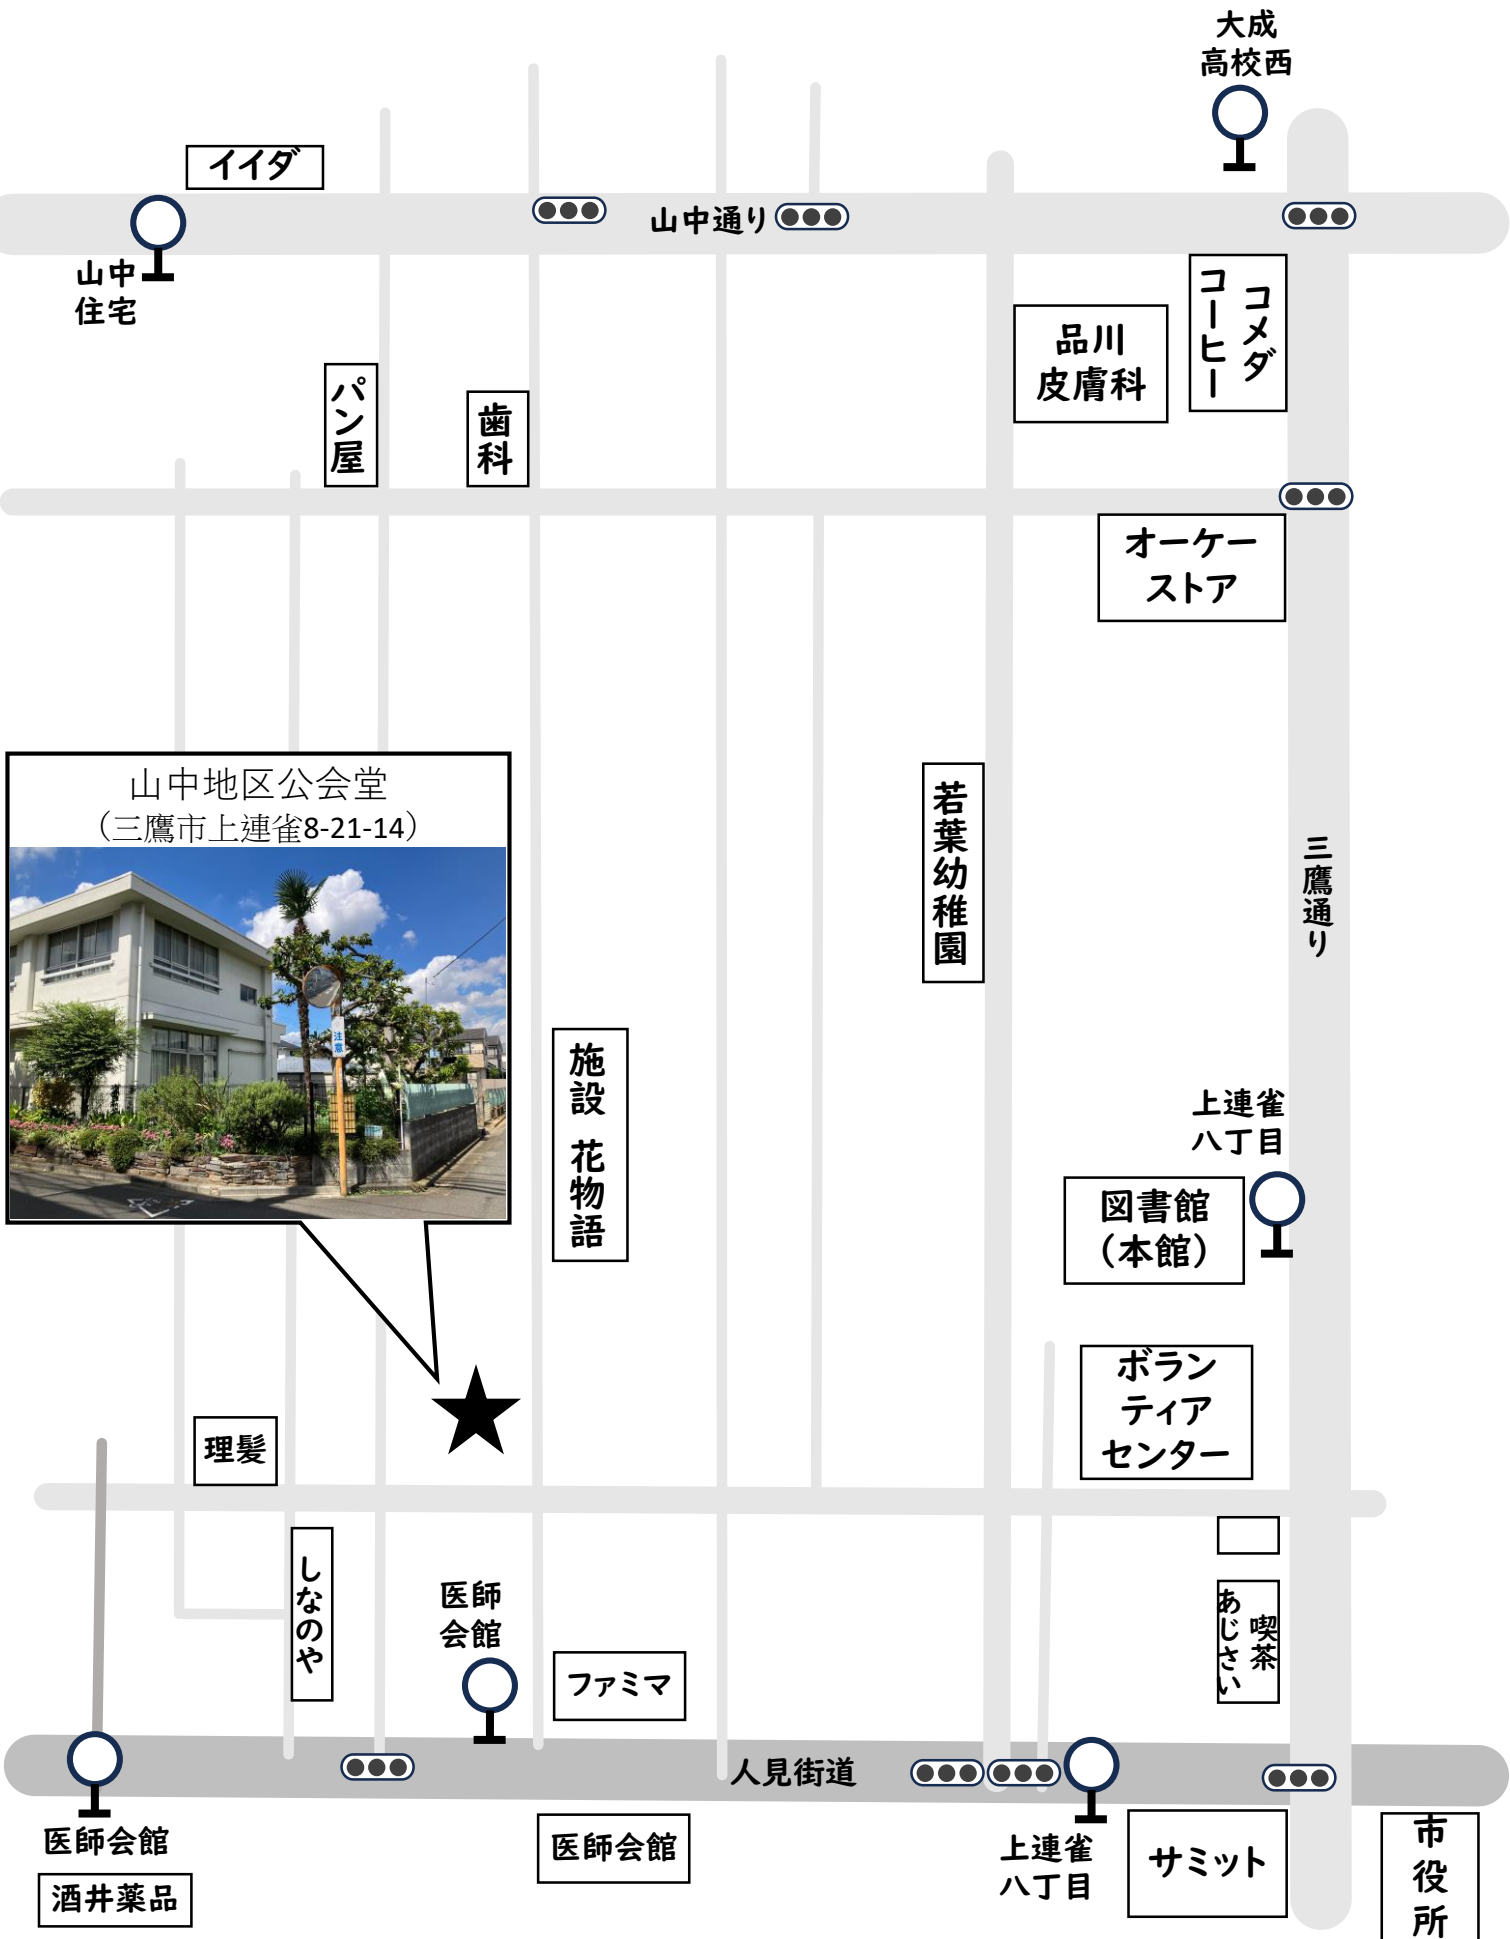 大成
高校西
イイダ
山中通り
山中
住宅
コメダ
コーヒー
品川
皮膚科
パン屋
歯科
オーケー
ストア
山中地区公会堂
（三鷹市上連雀8-21-14）
注意
若葉幼稚園
三鷹通り
施設 花物語
上連雀
八丁目
図書館
（本館）
ボラン
ティア
センター
理髪
しなのや
医師
会館
ファミマ
喫茶
あじさい
人見街道
医師会館
酒井薬品
医師会館
上連雀
八丁目
サミット
市役所